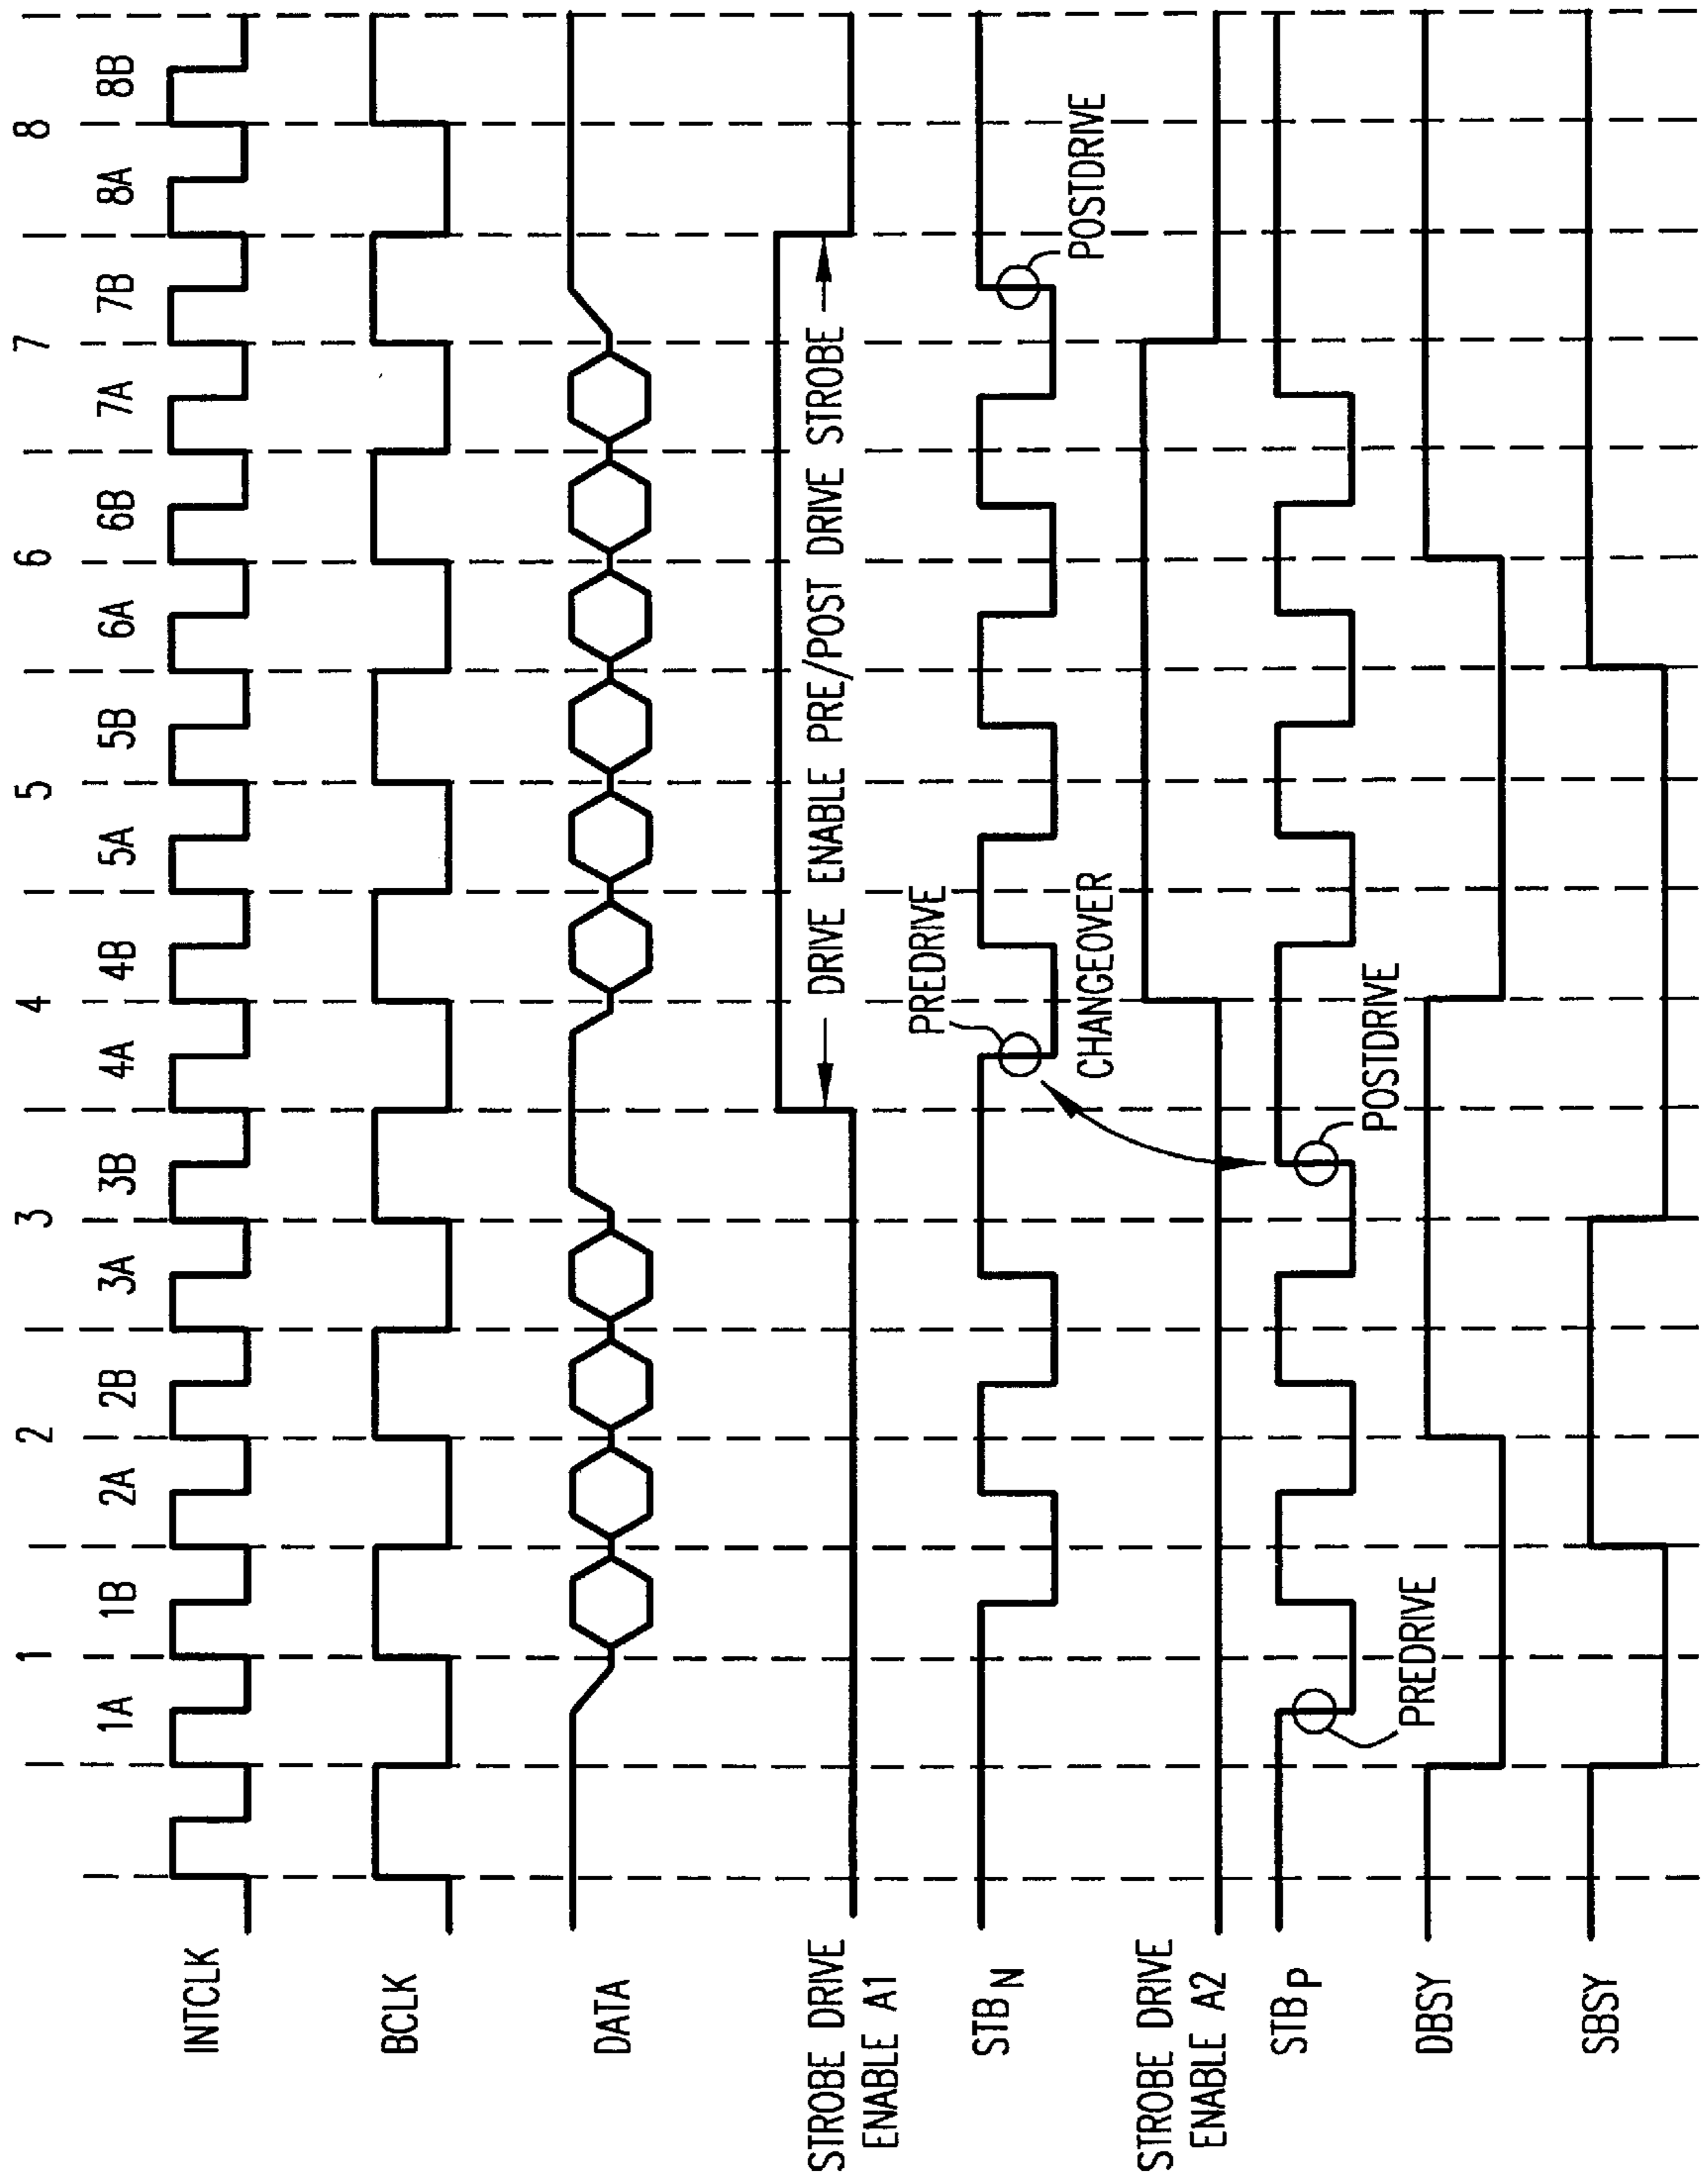 1 2 3 4 5 6 7 8
1A 1B 2A 2B 3A 3B 4A 4B 5A 5B 6A 6B 7A 7B 8A 8B
INTCLK
BCLK
DATA
STROBE DRIVE
ENABLE A1
DRIVE ENABLE PRE/POST DRIVE STROBE
PREDRIVE
STB N
POSTDRIVE
CHANGEOVER
STROBE DRIVE
ENABLE A2
STB P
POSTDRIVE
PREDRIVE
DBSY
SBSY